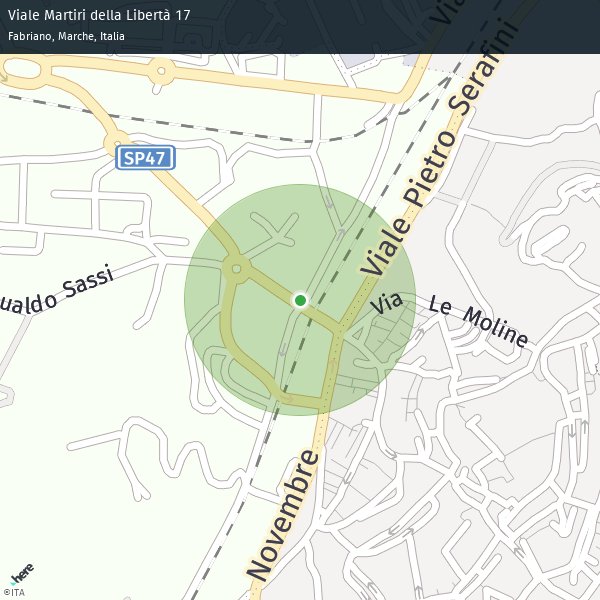 Viale Martiri della Libertà 17
Fabriano, Marche, Italia
Via
Viale Pietro Serafini
SP47
ualdo Sassi
Via Le Moline
Novembre
here
©ITA